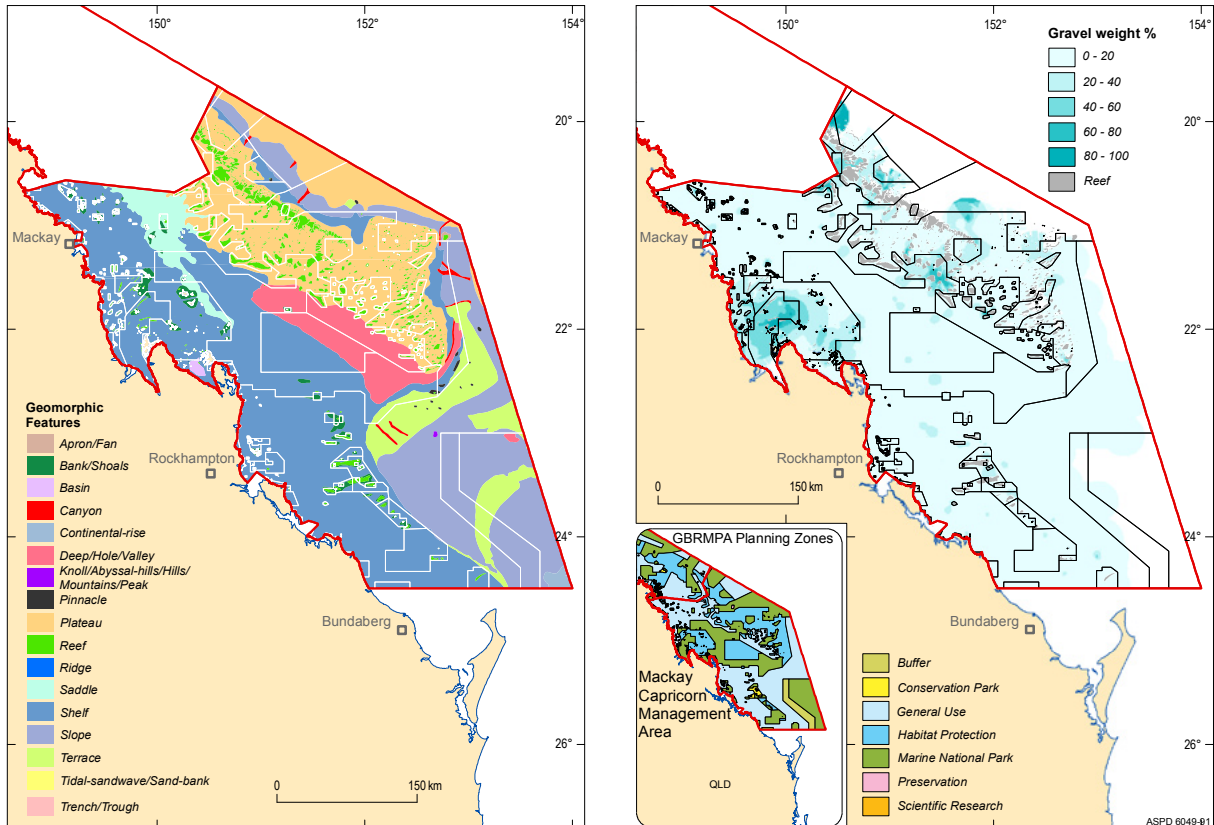 150°
152°
154°
20°
22°
24°
26°
Mackay
Rockhampton
Bundaberg
Geomorphic
Features
Apron/Fan
Bank/Shoals
Basin
Canyon
Continental-rise
Deep/Hole/Valley
Knoll/Abyssal-hills/Hills/
Mountains/Peak
Pinnacle
Plateau
Reef
Ridge
Saddle
Shelf
Slope
Terrace
Tidal-sandwave/Sand-bank
Trench/Trough
0
150 km
150°
152°
154°
Gravel weight %
0 - 20
20 - 40
40 - 60
60 - 80
80 - 100
Reef
20°
22°
24°
26°
Mackay
Rockhampton
Bundaberg
0
150 km
GBRMPA Planning Zones
Mackay
Capricorn
Management
Area
QLD
Buffer
Conservation Park
General Use
Habitat Protection
Marine National Park
Preservation
Scientific Research